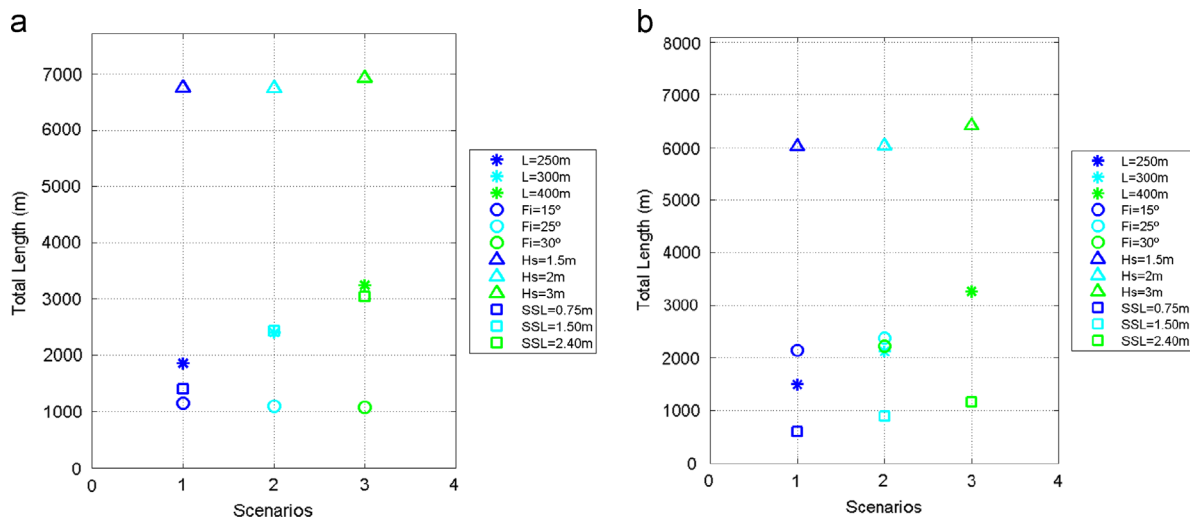 a
Total Length (m)
7000
6000
5000
4000
3000
2000
1000
0
0 1 2 3 4
Scenarios
L=250m
L=300m
L=400m
Fi=15º
Fi=25º
Fi=30º
Hs=1.5m
Hs=2m
Hs=3m
SSL=0.75m
SSL=1.50m
SSL=2.40m
b
Total Length (m)
8000
7000
6000
5000
4000
3000
2000
1000
0
0 1 2 3 4
Scenarios
L=250m
L=300m
L=400m
Fi=15º
Fi=25º
Fi=30º
Hs=1.5m
Hs=2m
Hs=3m
SSL=0.75m
SSL=1.50m
SSL=2.40m